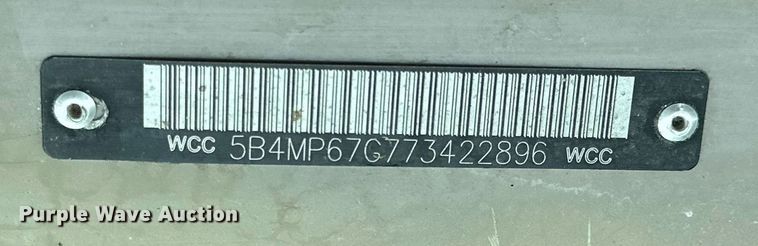 WCC 5B4MP67G773422896 WCC
Purple Wave Auction